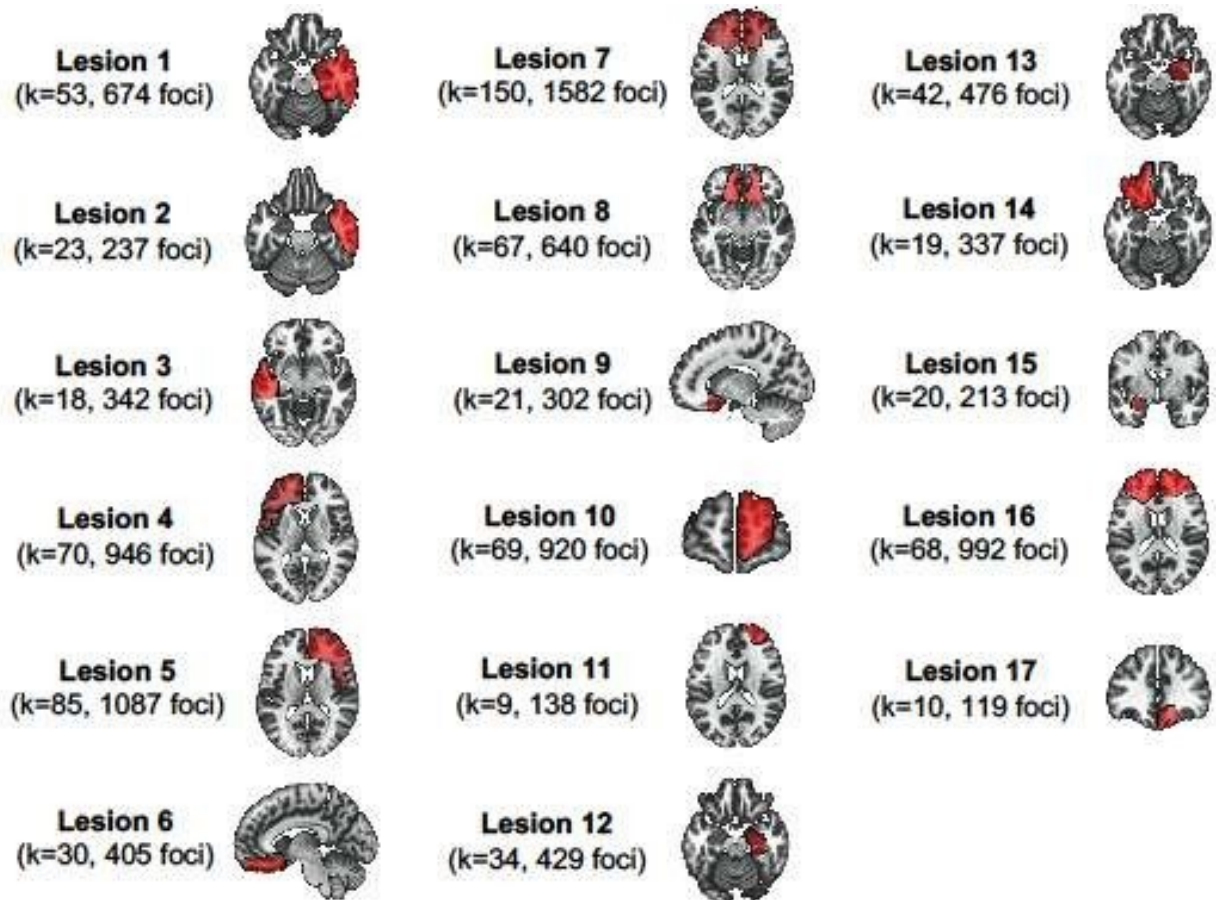 Lesion 1
(k=53, 674 foci)
Lesion 2
(k=23, 237 foci)
Lesion 3
(k=18, 342 foci)
Lesion 4
(k=70, 946 foci)
Lesion 5
(k=85, 1087 foci)
Lesion 6
(k=30, 405 foci)
Lesion 7
(k=150, 1582 foci)
Lesion 8
(k=67, 640 foci)
Lesion 9
(k=21, 302 foci)
Lesion 10
(k=69, 920 foci)
Lesion 11
(k=9, 138 foci)
Lesion 12
(k=34, 429 foci)
Lesion 13
(k=42, 476 foci)
Lesion 14
(k=19, 337 foci)
Lesion 15
(k=20, 213 foci)
Lesion 16
(k=68, 992 foci)
Lesion 17
(k=10, 119 foci)